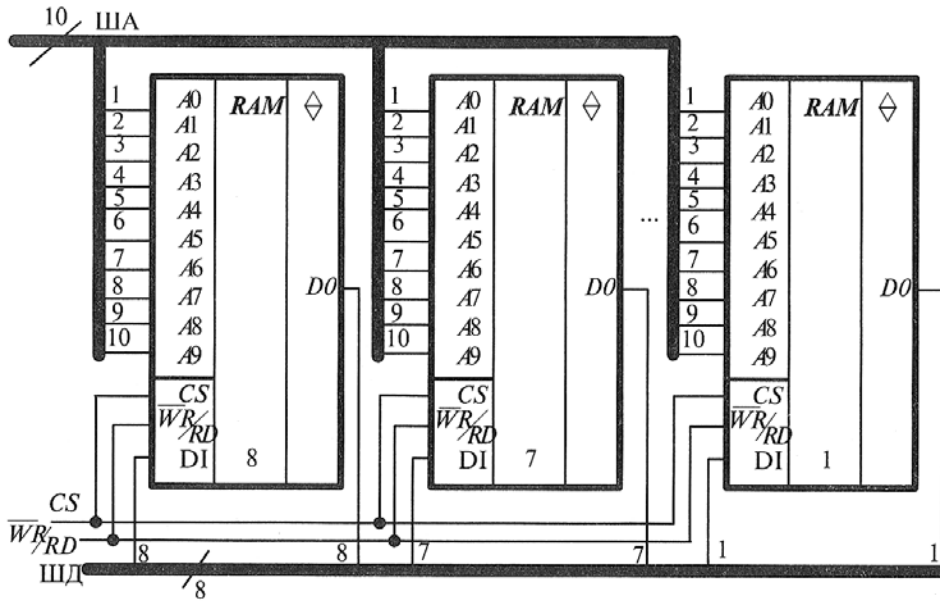 10 ША
1 A0 RAM
2 A1
3 A2
4 A3
5 A4
6 A5
7 A6
8 A7
9 A8
10 A9
D0
CS
WR/RD
DI 8
1 A0 RAM
2 A1
3 A2
4 A3
5 A4
6 A5
7 A6
8 A7
9 A8
10 A9
D0
CS
WR/RD
DI 7
...
1 A0 RAM
2 A1
3 A2
4 A3
5 A4
6 A5
7 A6
8 A7
9 A8
10 A9
D0
CS
WR/RD
DI 1
CS
WR/RD
8 8 7 7 1 1
ШД 8